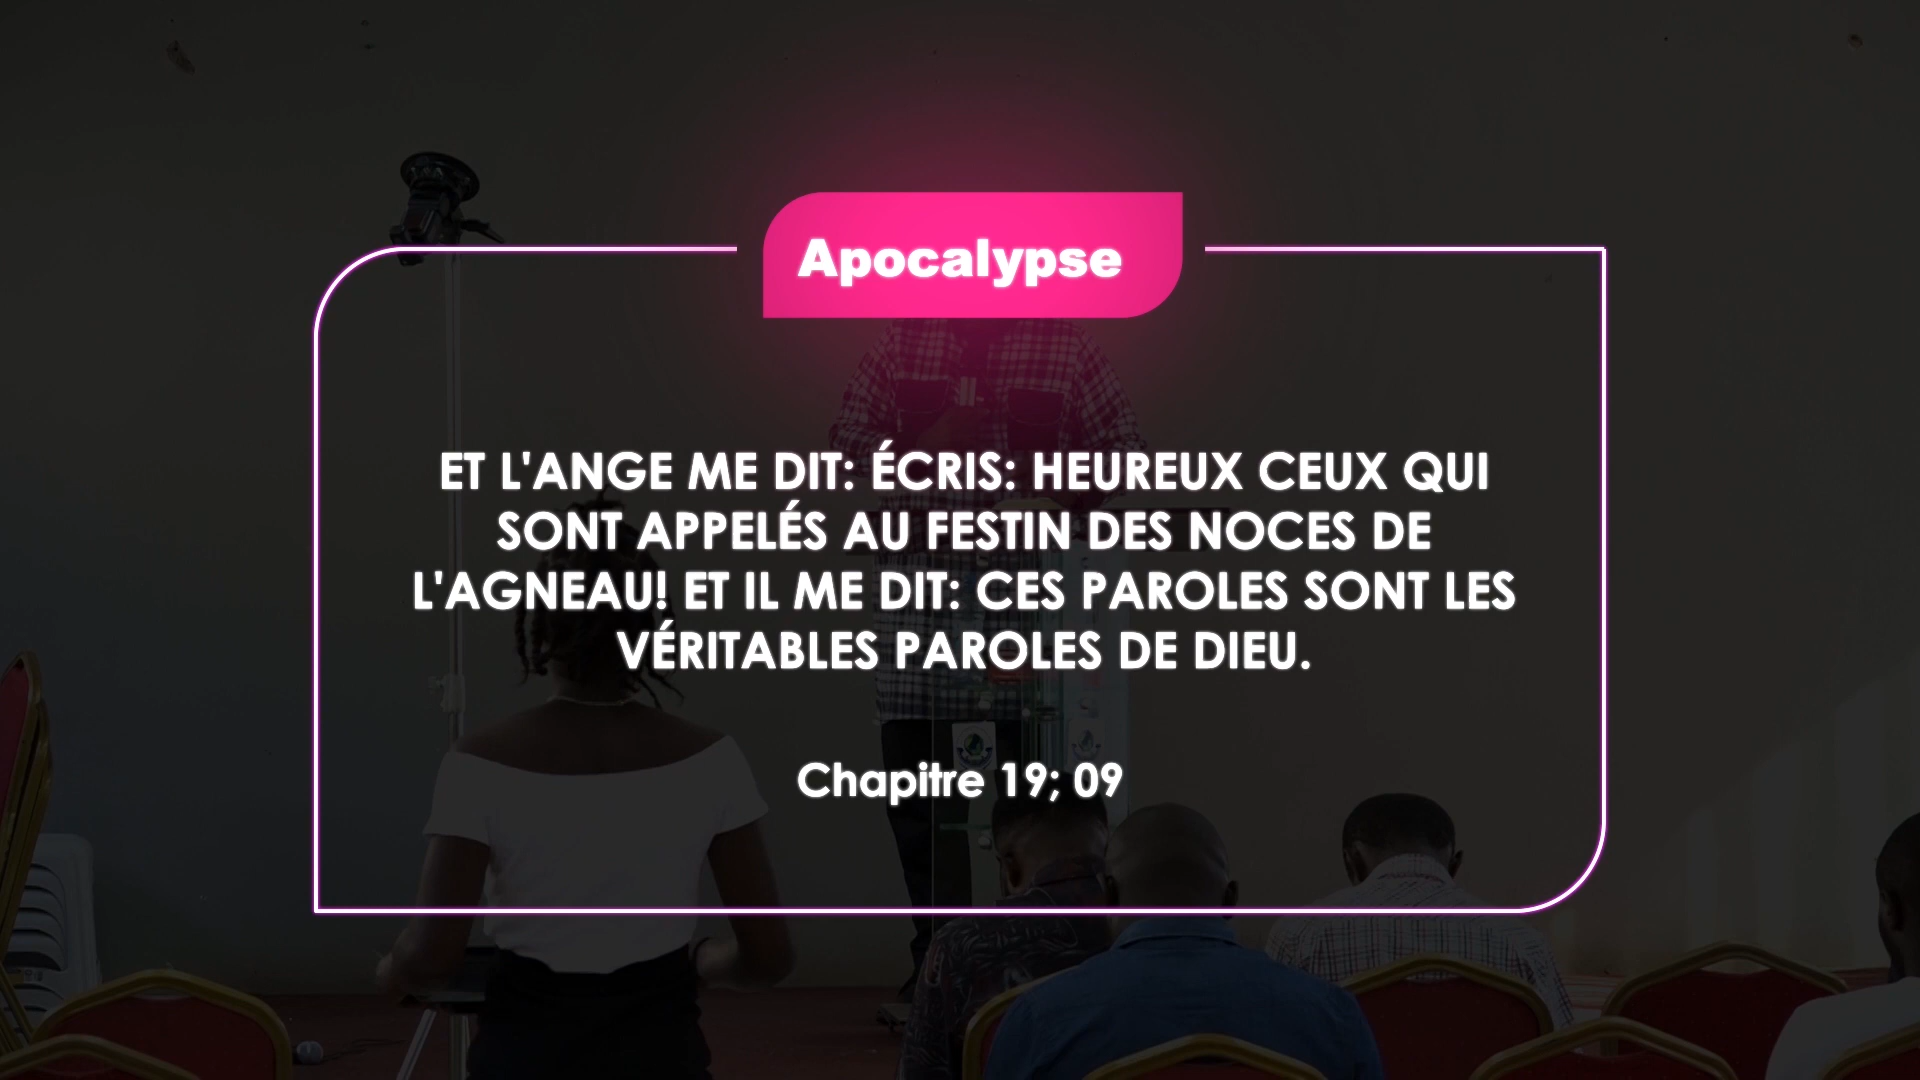 Apocalypse
ET L'ANGE ME DIT: ÉCRIS: HEUREUX CEUX QUI
SONT APPELÉS AU FESTIN DES NOCES DE
L'AGNEAU! ET IL ME DIT: CES PAROLES SONT LES
VÉRITABLES PAROLES DE DIEU.
Chapitre 19; 09